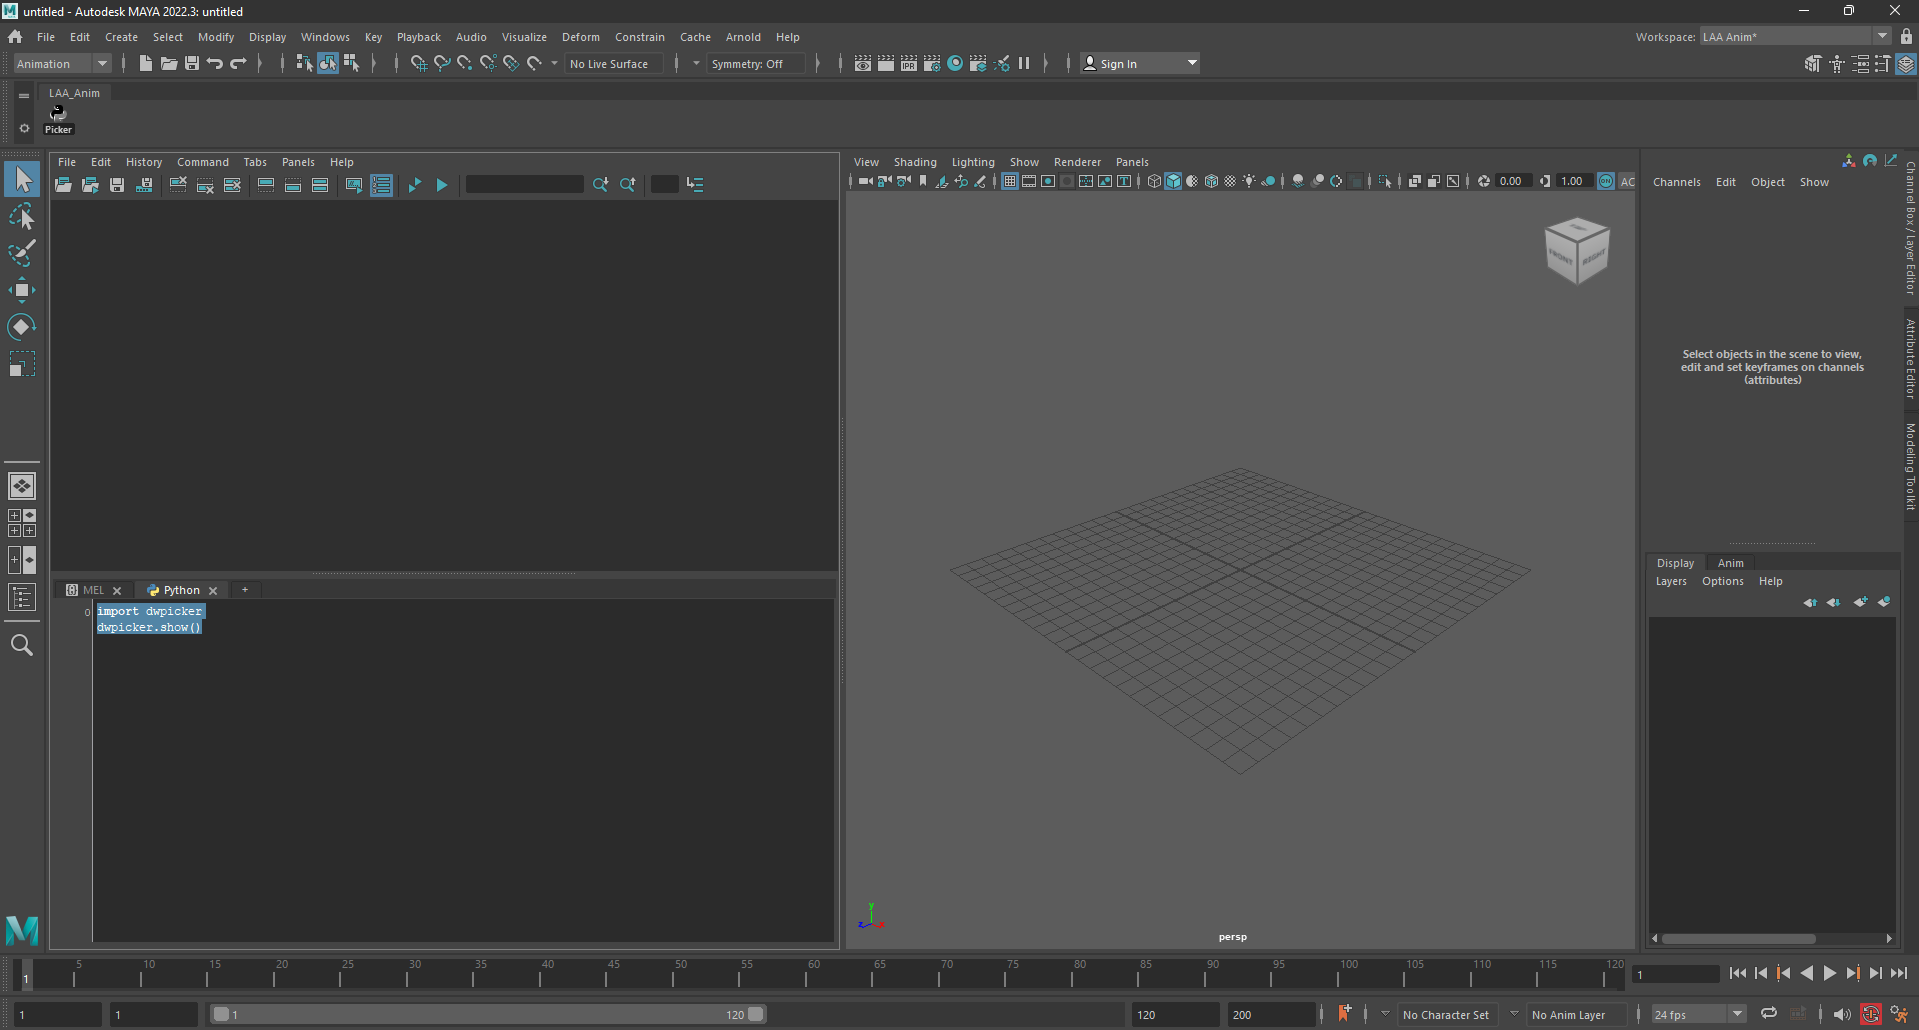 untitled - Autodesk MAYA 2022.3: untitled
File Edit Create Select Modify Display Windows Key Playback Audio Visualize Deform Constrain Cache Arnold Help
Workspace: LAA Anim*
Animation
No Live Surface
Symmetry: Off
Sign In
IPR
LAA_Anim
Picker
File Edit History Command Tabs Panels Help
View Shading Lighting Show Renderer Panels
0.00
1.00
ON
AC
Channels Edit Object Show
FRONT
RIGHT
Select objects in the scene to view,
edit and set keyframes on channels
(attributes)
Channel Box / Layer Editor
Attribute Editor
Modeling Toolkit
MEL
Python
+
0
import dwpicker
dwpicker.show()
y
z
x
persp
Display Anim
Layers Options Help
1
5 10 15 20 25 30 35 40 45 50 55 60 65 70 75 80 85 90 95 100 105 110 115 120
1
1
1
1
120
120
200
No Character Set
No Anim Layer
24 fps